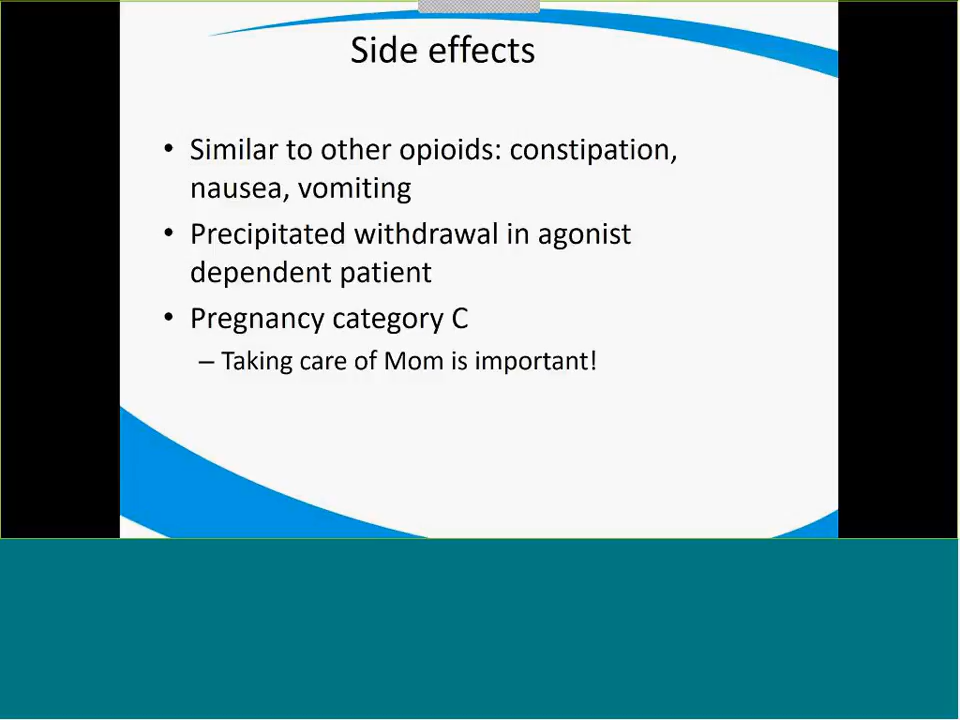 Side effects
• Similar to other opioids: constipation,
nausea, vomiting
• Precipitated withdrawal in agonist
dependent patient
• Pregnancy category C
– Taking care of Mom is important!